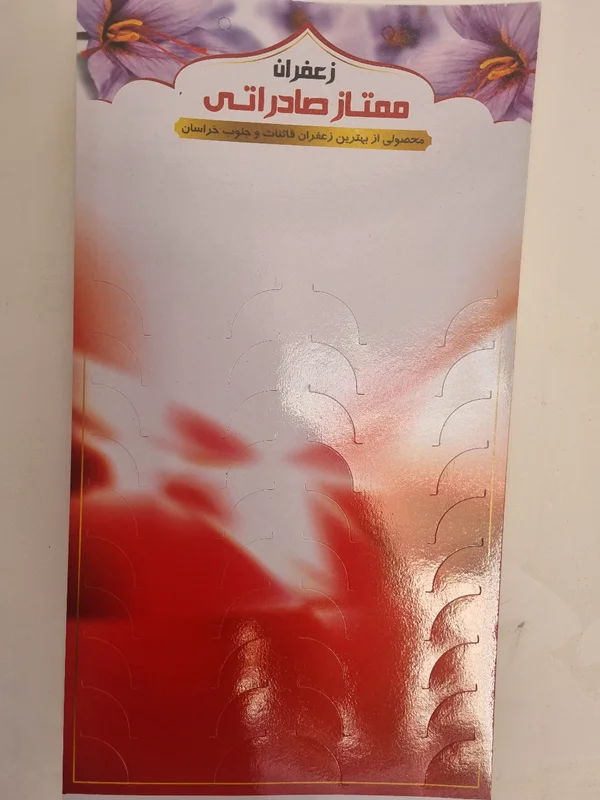 زعفران
ممتاز صادراتی
محصولی از بهترین زعفران قائنات و جنوب خراسان